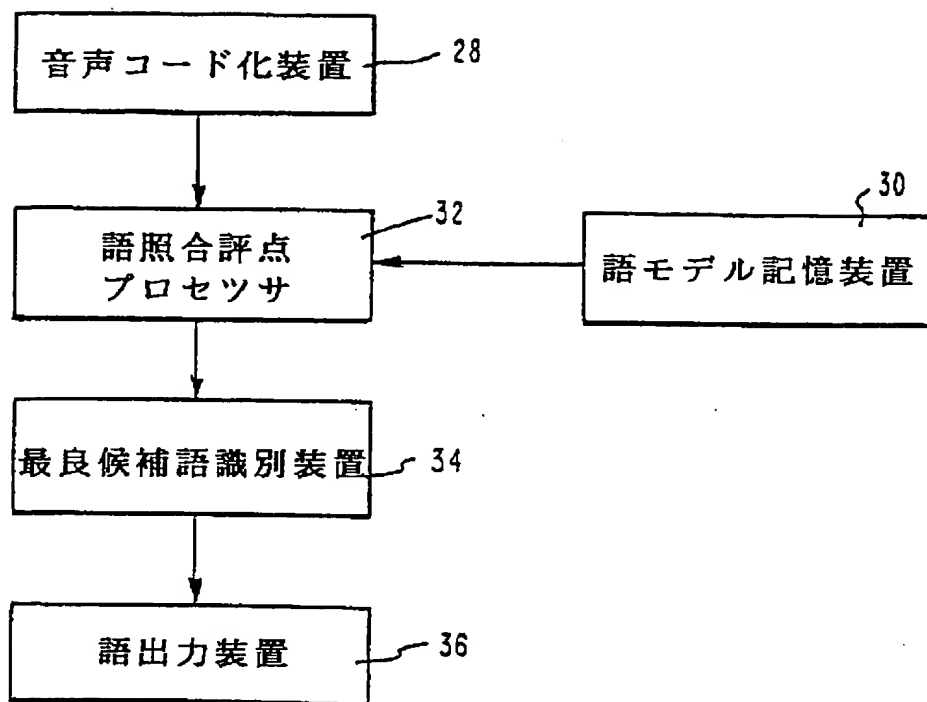 音声コード化装置
28
語照合評点
プロセツサ
32
30
語モデル記憶装置
最良候補語識別装置
34
語出力装置
36